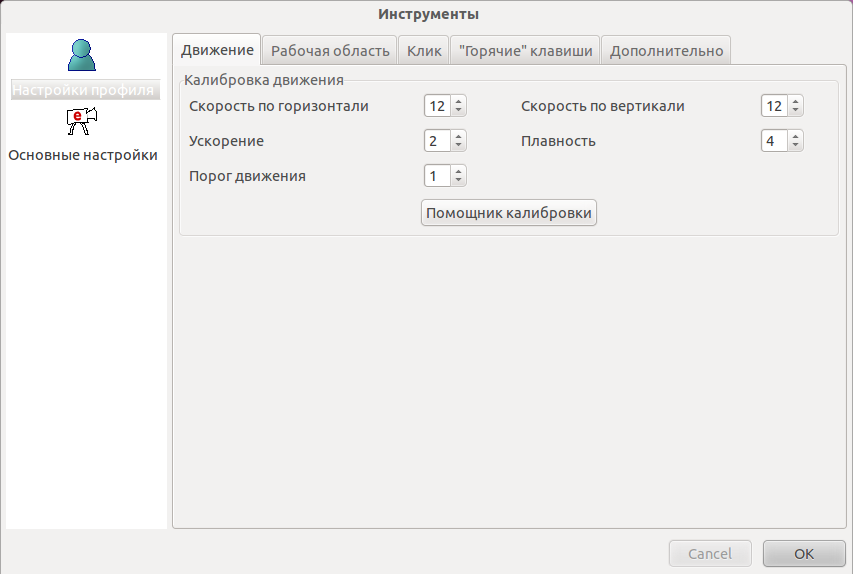 Инструменты
Настройки профиля
e
Основные настройки
Движение Рабочая область Клик "Горячие" клавиши Дополнительно
Калибровка движения
Скорость по горизонтали 12 Скорость по вертикали 12
Ускорение 2 Плавность 4
Порог движения 1
Помощник калибровки
Cancel OK